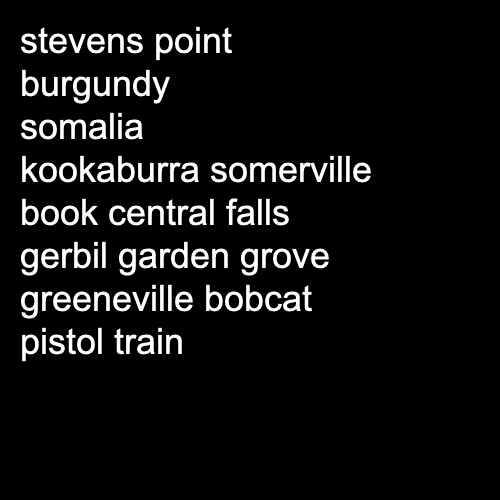 stevens point
burgundy
somalia
kookaburra somerville
book central falls
gerbil garden grove
greeneville bobcat
pistol train